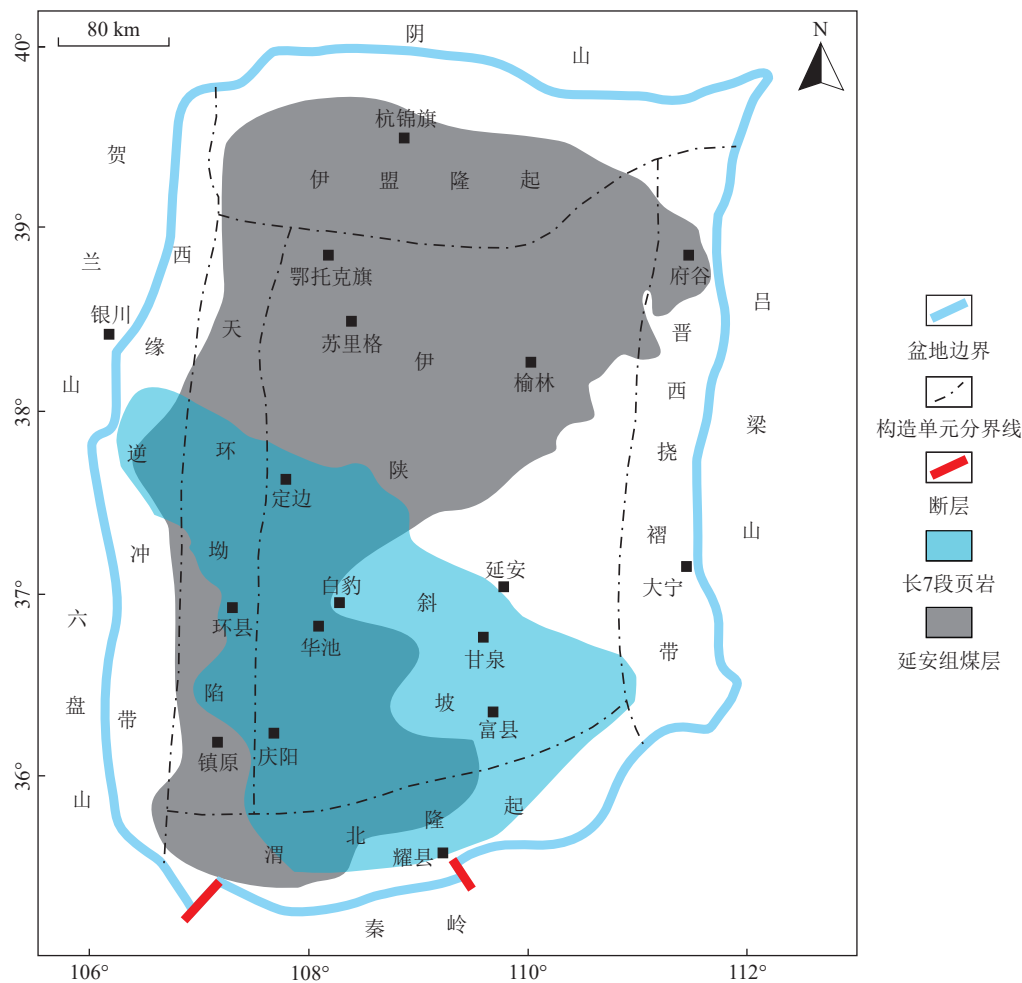 80 km
N
40°
39°
38°
37°
36°
106°
108°
110°
112°
阴山
贺兰山
六盘山
吕梁山
秦岭
西缘逆冲带
伊盟隆起
天环坳陷
伊陕斜坡
晋西挠褶带
渭北隆起
杭锦旗
鄂托克旗
府谷
银川
苏里格
榆林
定边
白豹
延安
大宁
环县
华池
甘泉
富县
镇原
庆阳
耀县
盆地边界
构造单元分界线
断层
长7段页岩
延安组煤层